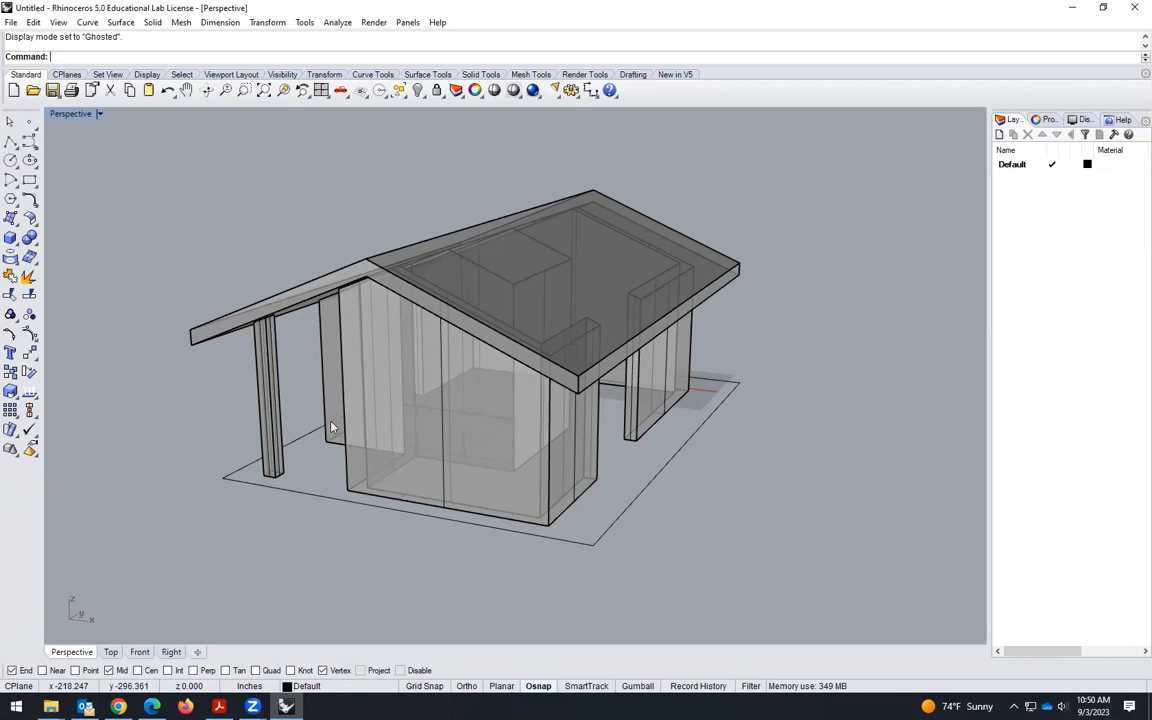 Untitled - Rhinoceros 5.0 Educational Lab License - [Perspective]
File Edit View Curve Surface Solid Mesh Dimension Transform Tools Analyze Render Panels Help
Display mode set to "Ghosted".
Command:
Standard CPlanes Set View Display Select Viewport Layout Visibility Transform Curve Tools Surface Tools Solid Tools Mesh Tools Render Tools Drafting New in V5
Perspective
Lay... Pro... Dis... Help
Name Material
Default
z
y
x
Perspective Top Front Right
End Near Point Mid Cen Int Perp Tan Quad Knot Vertex Project Disable
CPlane x -218.247 y -296.361 z 0.000 Inches Default Grid Snap Ortho Planar Osnap SmartTrack Gumball Record History Filter Memory use: 349 MB
74°F Sunny
10:50 AM
9/3/2023